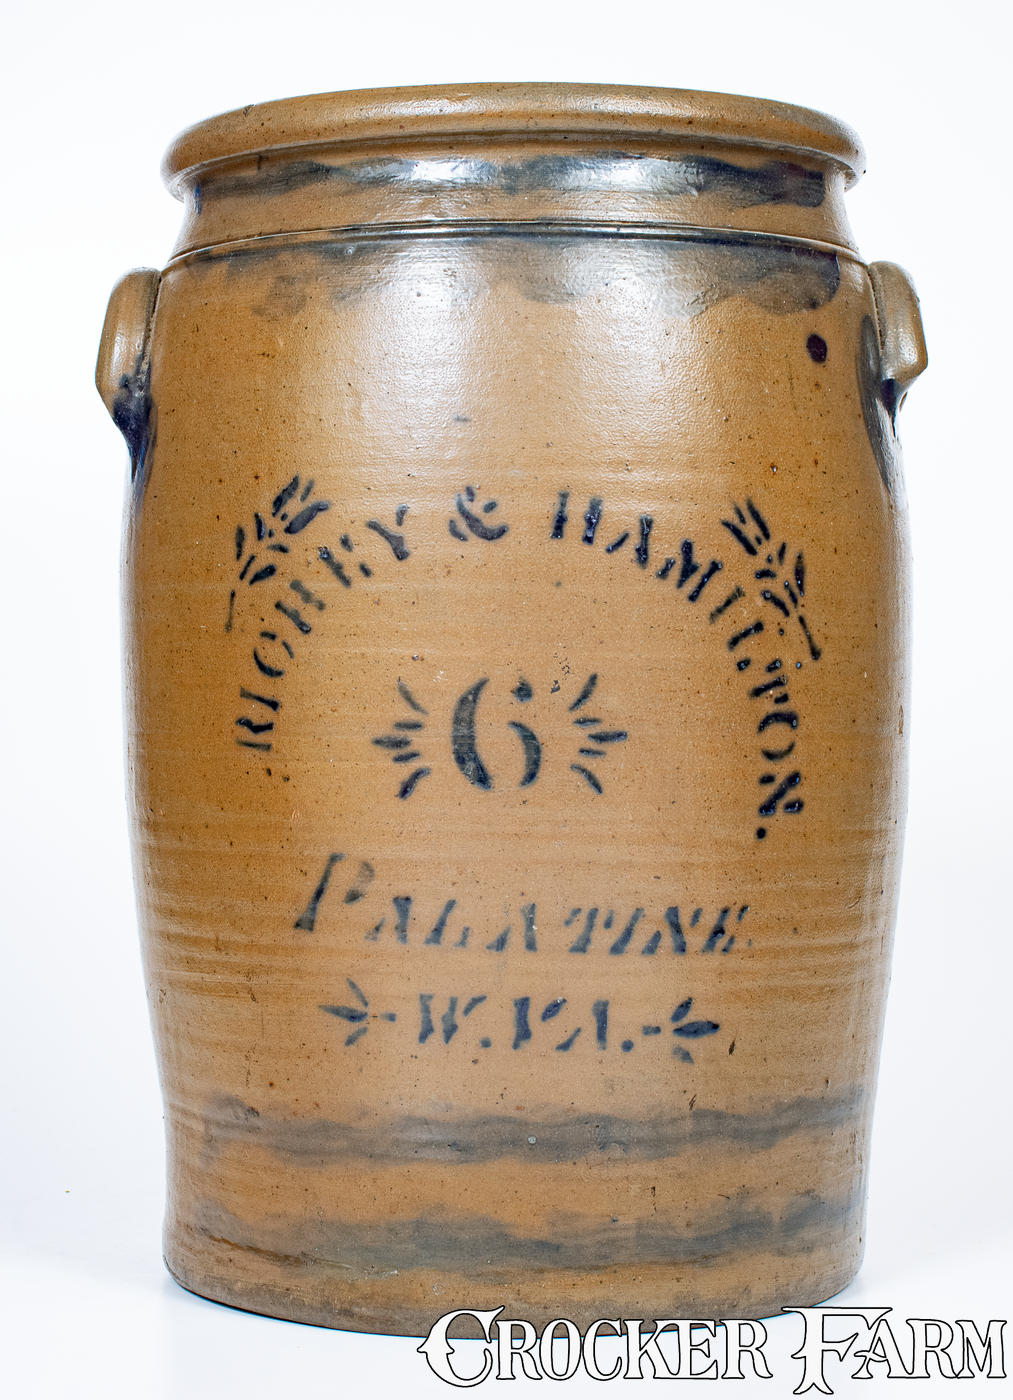 RICHEY & HAMILTON.
6
PALATINE
W.VA.
CROCKER FARM